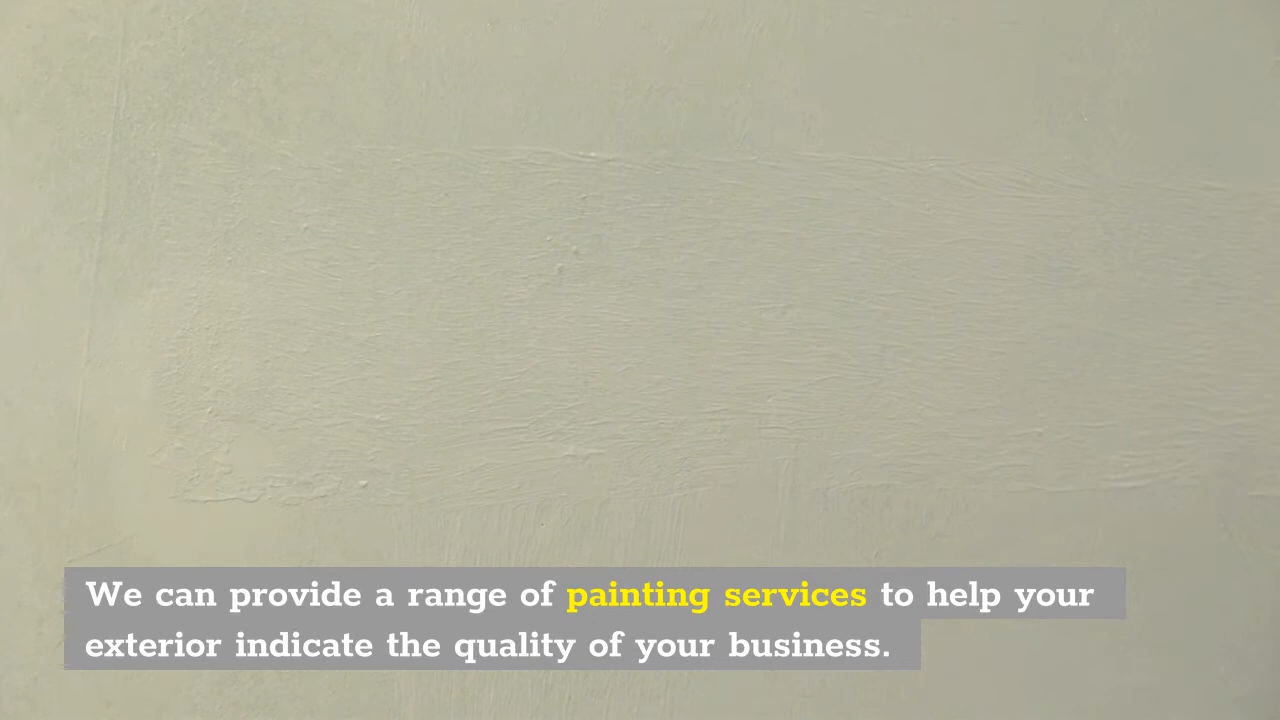 We can provide a range of painting services to help your
exterior indicate the quality of your business.